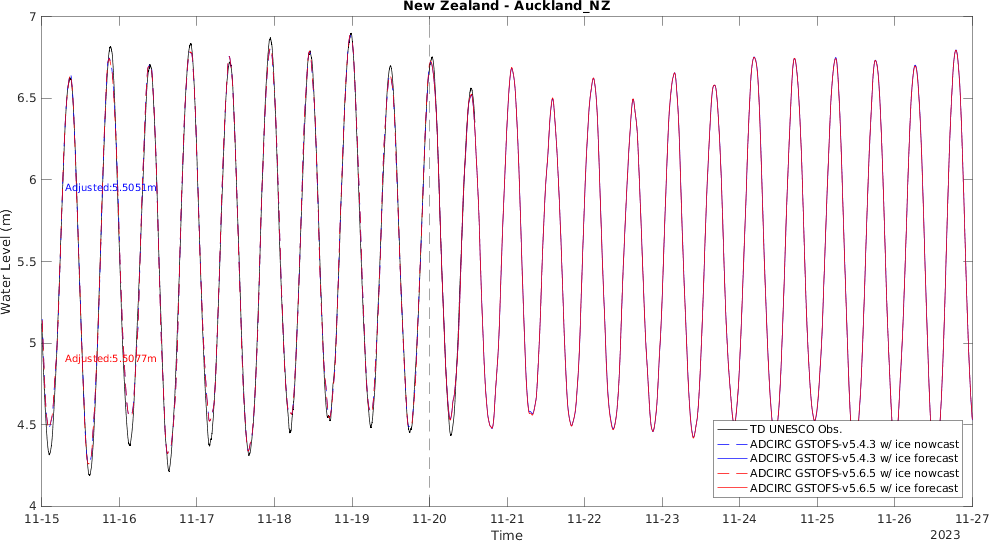 New Zealand - Auckland_NZ
7
6.5
6
5.5
5
4.5
4
Water Level (m)
Adjusted:5.5051m
Adjusted:5.5077m
TD UNESCO Obs.
ADCIRC GSTOFS-v5.4.3 w/ ice nowcast
ADCIRC GSTOFS-v5.4.3 w/ ice forecast
ADCIRC GSTOFS-v5.6.5 w/ ice nowcast
ADCIRC GSTOFS-v5.6.5 w/ ice forecast
11-15 11-16 11-17 11-18 11-19 11-20 11-21 11-22 11-23 11-24 11-25 11-26 11-27
Time
2023